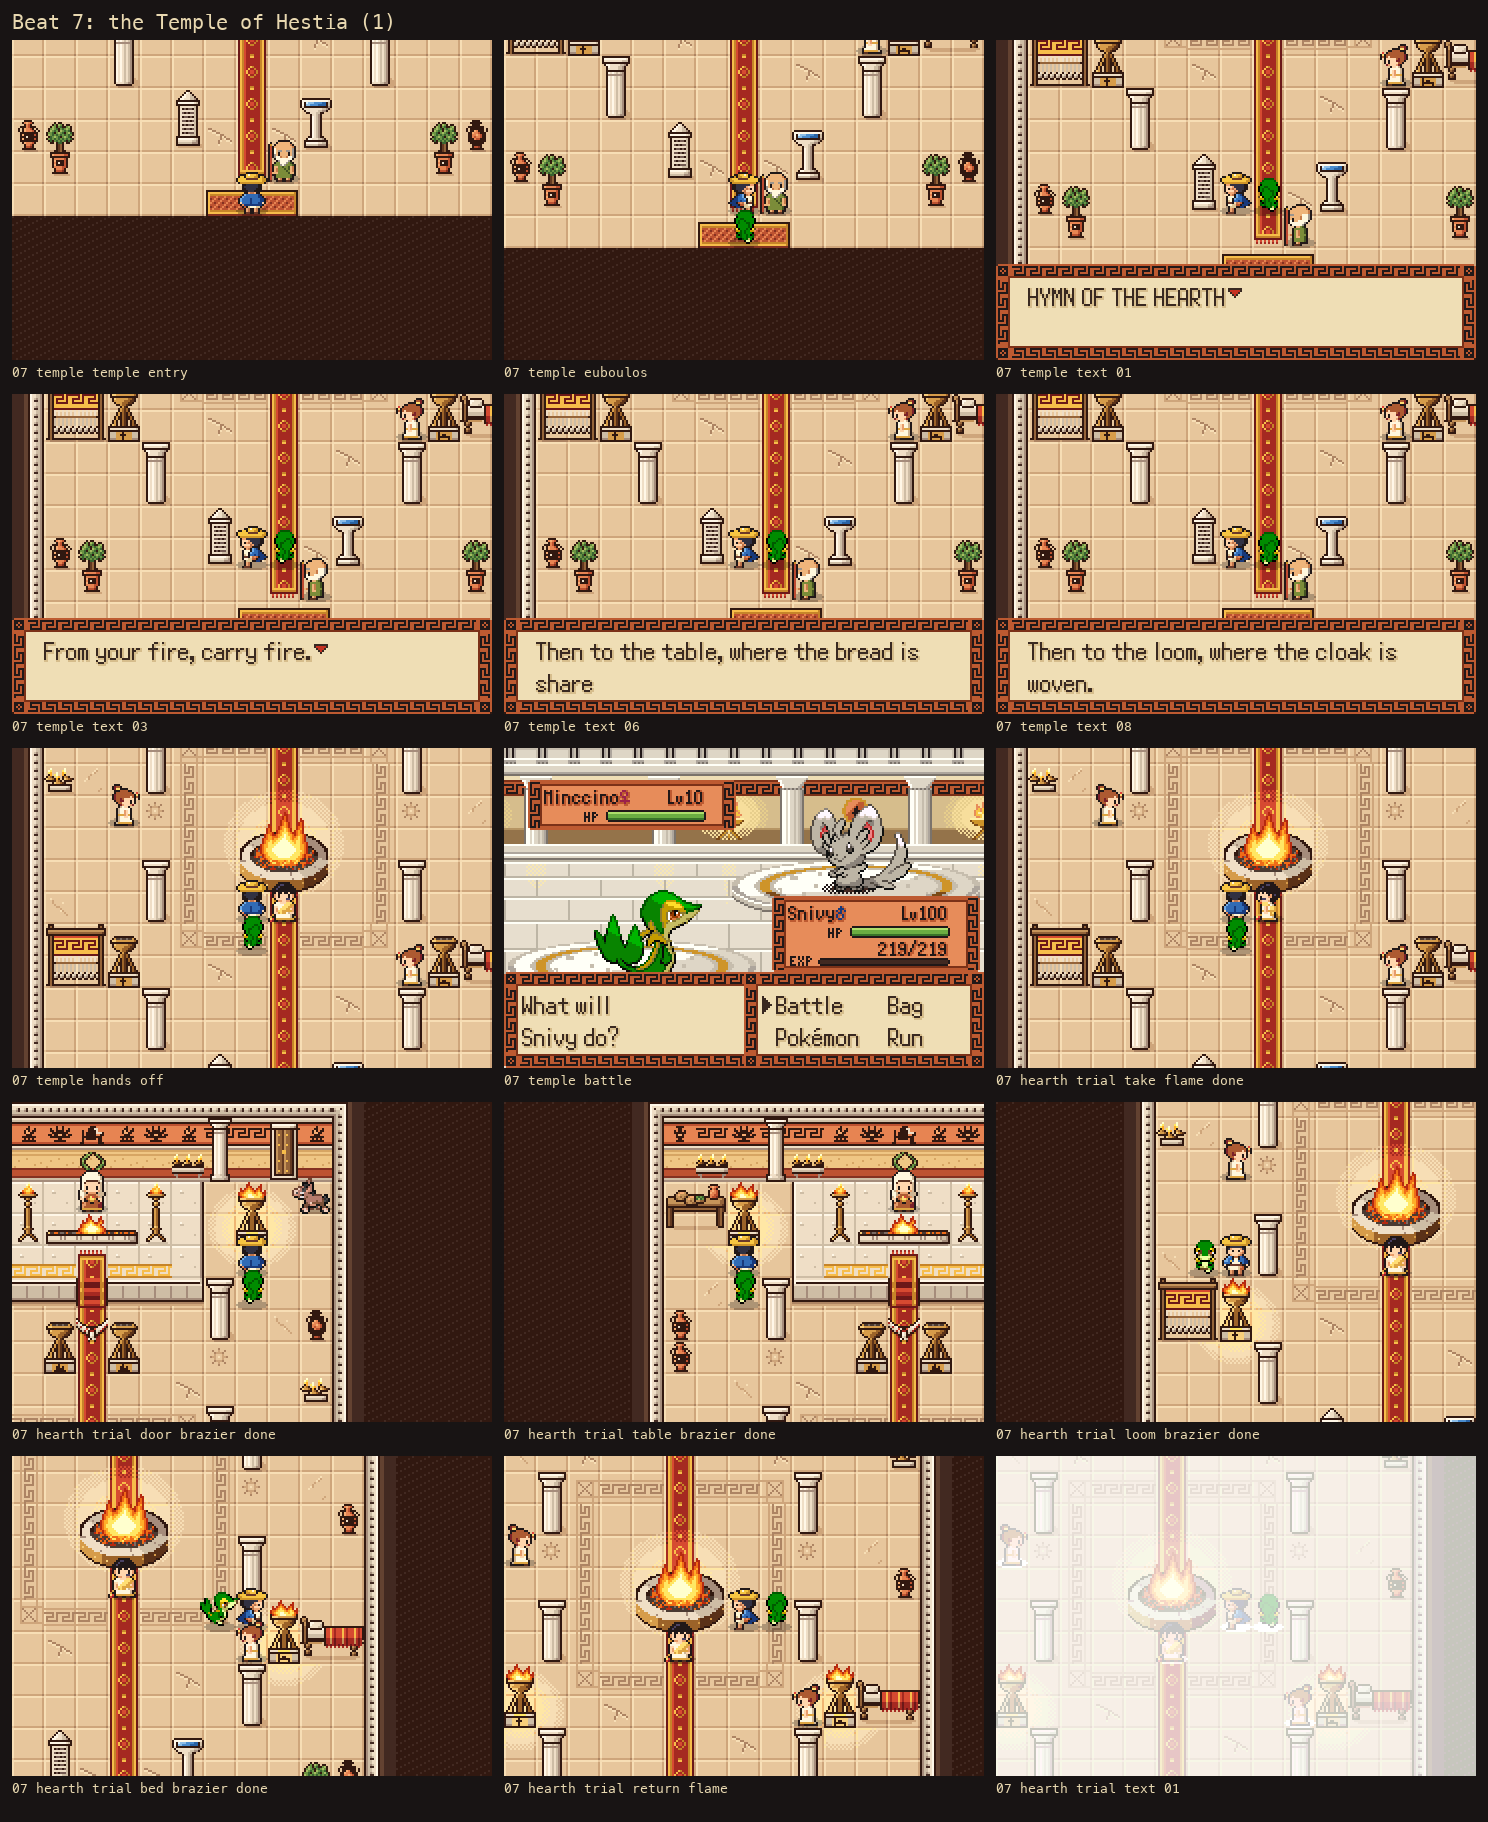 Beat 7: the Temple of Hestia (1)
07 temple temple entry
07 temple euboulos
HYMN OF THE HEARTH
07 temple text 01
From your fire, carry fire.
07 temple text 03
Then to the table, where the bread is
share
07 temple text 06
Then to the loom, where the cloak is
woven.
07 temple text 08
07 temple hands off
Minccino♀ Lv10
HP
Snivy♂ Lv100
HP
219/219
EXP
What will
Snivy do?
Battle Bag
Pokémon Run
07 temple battle
07 hearth trial take flame done
07 hearth trial door brazier done
07 hearth trial table brazier done
07 hearth trial loom brazier done
07 hearth trial bed brazier done
07 hearth trial return flame
07 hearth trial text 01